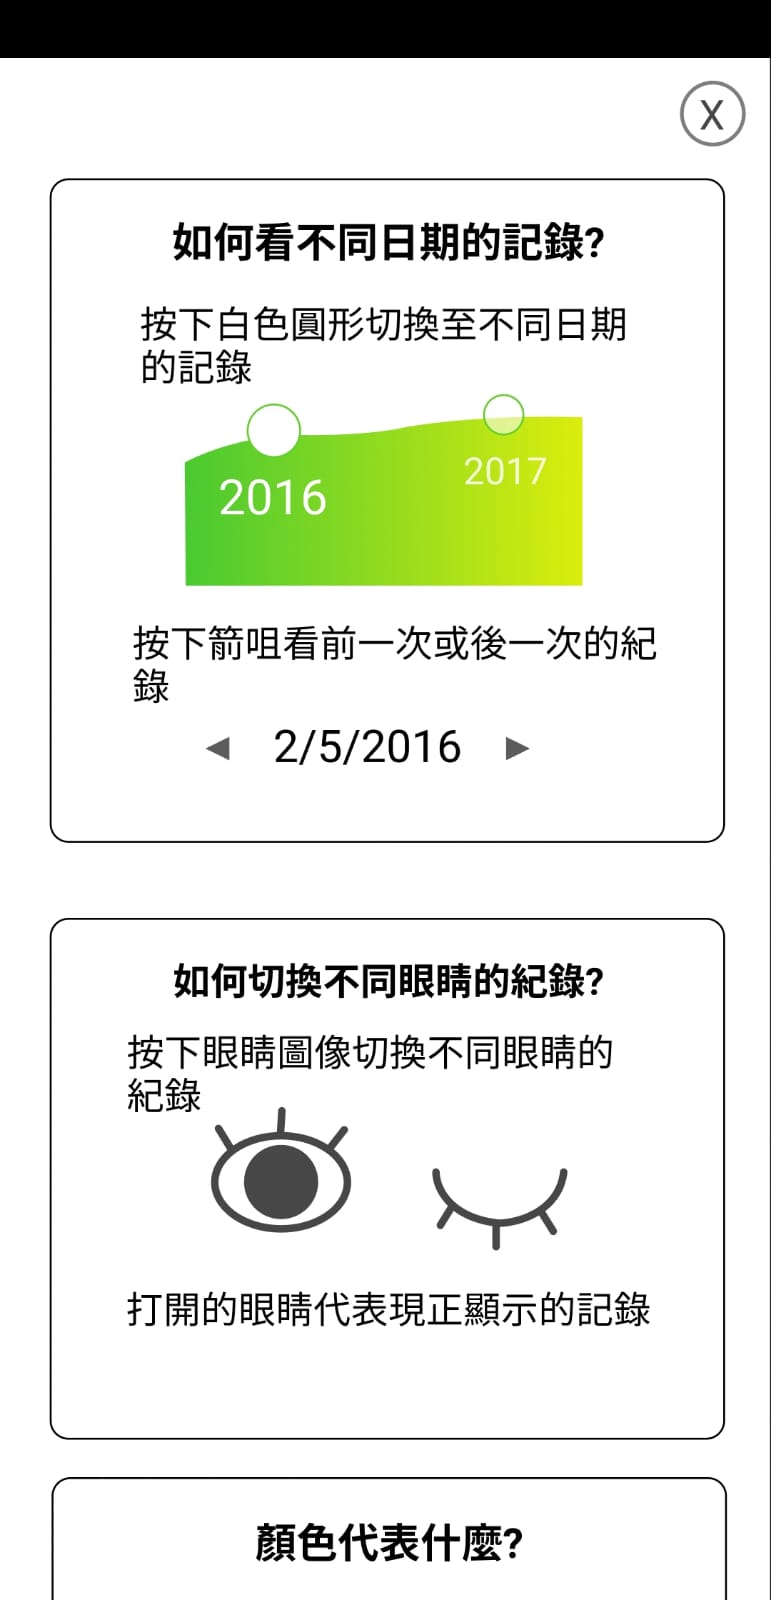 X
如何看不同日期的記錄?
按下白色圓形切換至不同日期
的記錄
2016
2017
按下箭咀看前一次或後一次的紀
錄
◀ 2/5/2016 ▶
如何切換不同眼睛的紀錄?
按下眼睛圖像切換不同眼睛的
紀錄
打開的眼睛代表現正顯示的記錄
顏色代表什麼?